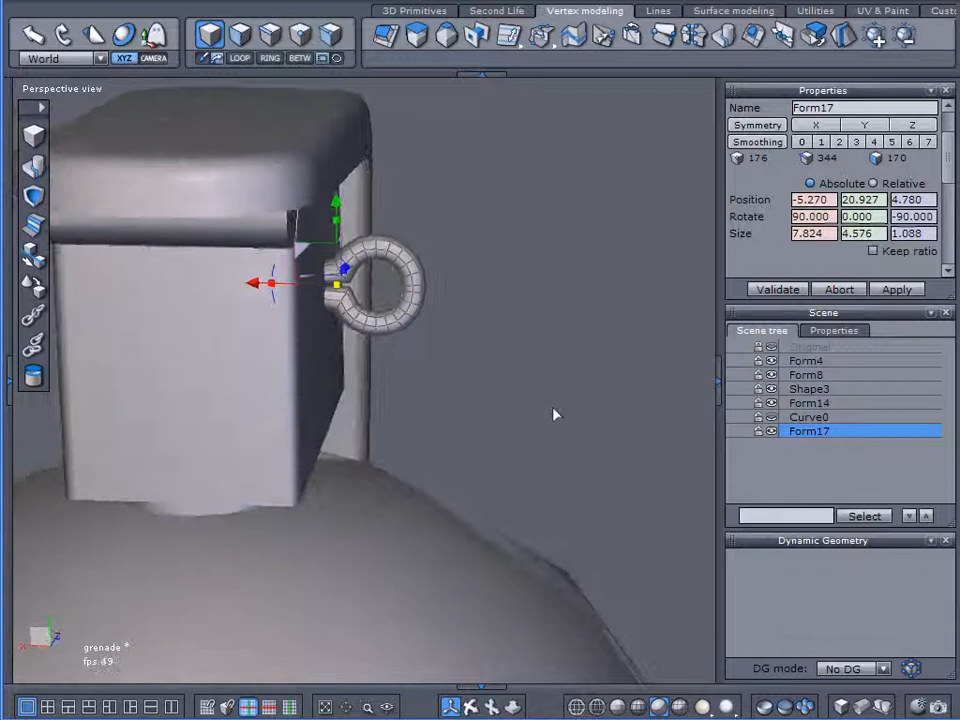 3D Primitives Second Life Vertex modeling Lines Surface modeling Utilities UV & Paint Custo
World XYZ CAMERA LOOP RING BETW
Perspective view
Properties
Name Form17
Symmetry X Y Z
Smoothing 0 1 2 3 4 5 6 7
176 344 170
Absolute Relative
Position -5.270 20.927 4.780
Rotate 90.000 0.000 -90.000
Size 7.824 4.576 1.088
Keep ratio
Validate Abort Apply
Scene
Scene tree Properties
Original
Form4
Form8
Shape3
Form14
Curve0
Form17
Select
Dynamic Geometry
X Z
grenade *
fps 49
DG mode: No DG